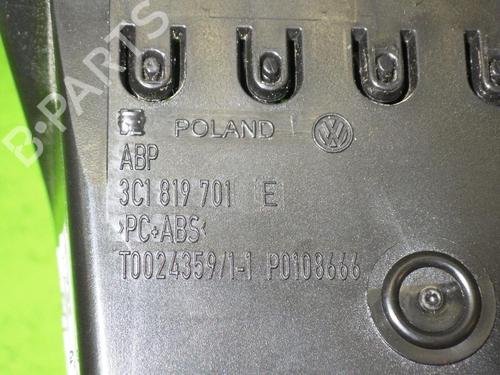 POLAND
ABP
3C1 819 701 E
>PC+ABS<
T0024359/1-1 P0108666
B-PARTS